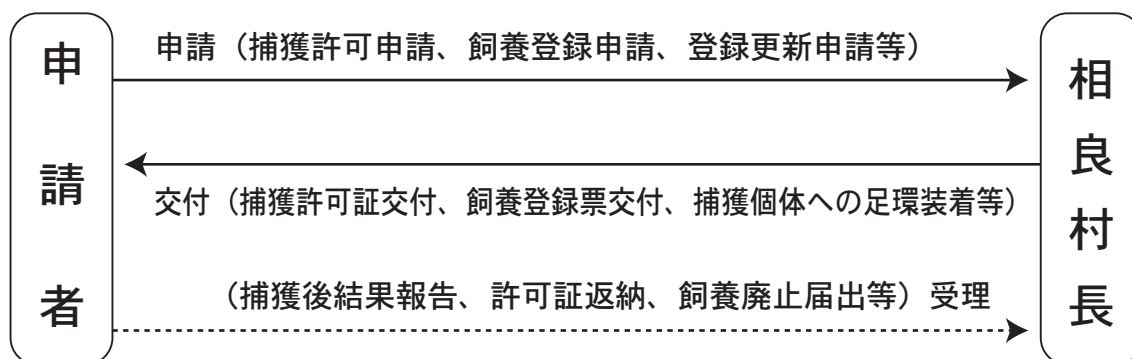 申請者
申請（捕獲許可申請、飼養登録申請、登録更新申請等）
交付（捕獲許可証交付、飼養登録票交付、捕獲個体への足環装着等）
（捕獲後結果報告、許可証返納、飼養廃止届出等）受理
相良村長